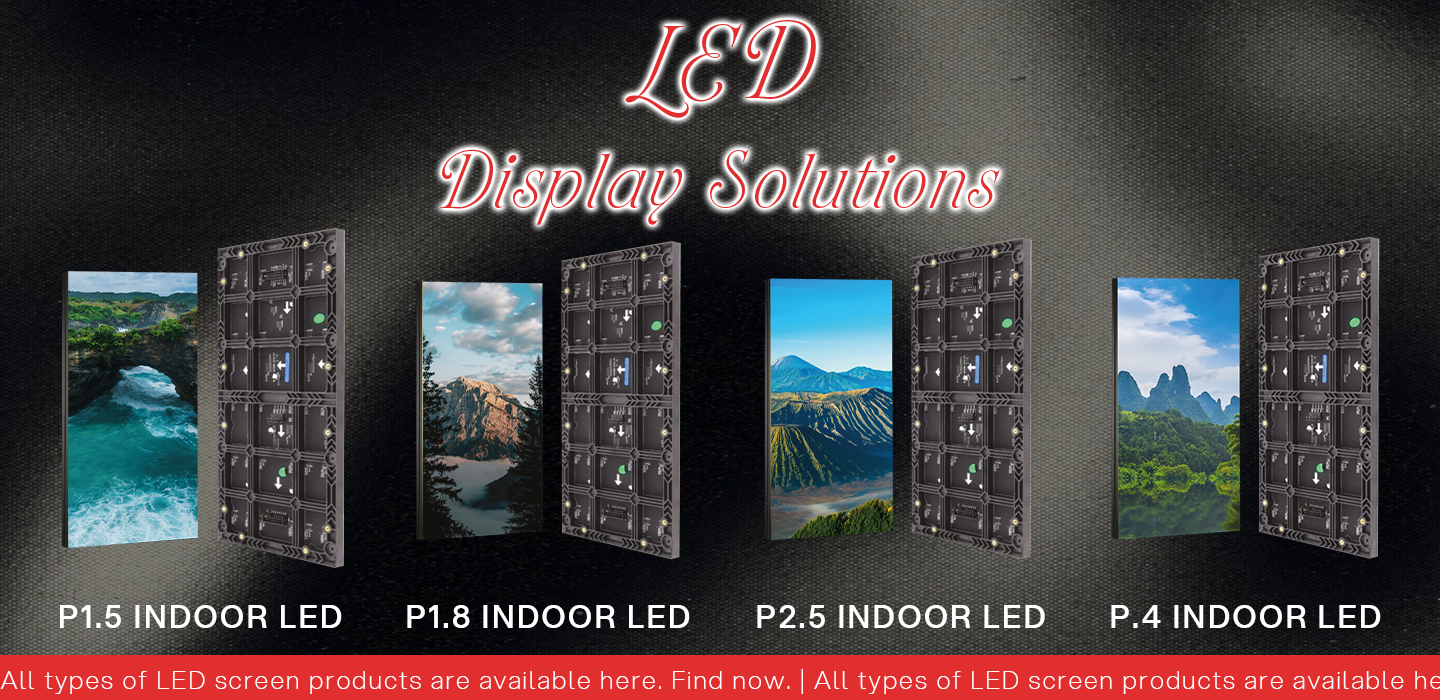 LED
Display Solutions
P1.5 INDOOR LED
P1.8 INDOOR LED
P2.5 INDOOR LED
P.4 INDOOR LED
All types of LED screen products are available here. Find now. | All types of LED screen products are available he